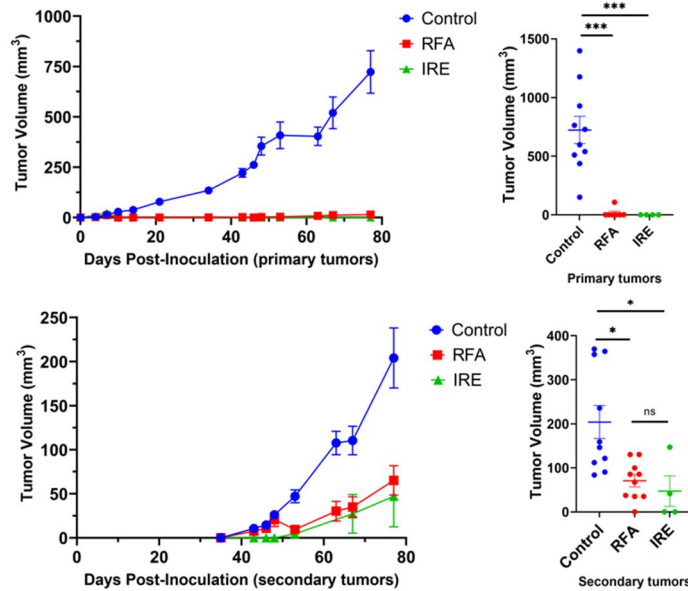 1000
750
500
250
0
Tumor Volume (mm³)
0 20 40 60 80
Days Post-Inoculation (primary tumors)
Control
RFA
IRE
***
***
1500
1000
500
0
Tumor Volume (mm³)
Control
RFA
IRE
Primary tumors
250
200
150
100
50
0
Tumor Volume (mm³)
0 20 40 60 80
Days Post-Inoculation (secondary tumors)
Control
RFA
IRE
*
*
ns
400
300
200
100
0
Tumor Volume (mm³)
Control
RFA
IRE
Secondary tumors